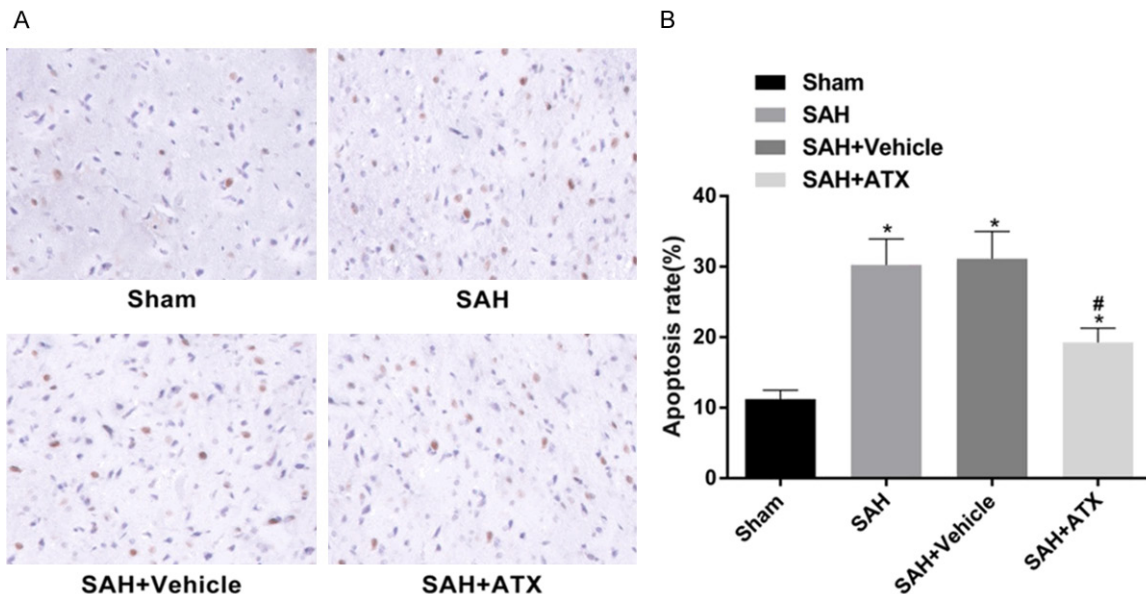 A
Sham
SAH
SAH+Vehicle
SAH+ATX
B
Sham
SAH
SAH+Vehicle
SAH+ATX
Apoptosis rate(%)
40
30
20
10
0
*
*
#
*
Sham
SAH
SAH+Vehicle
SAH+ATX